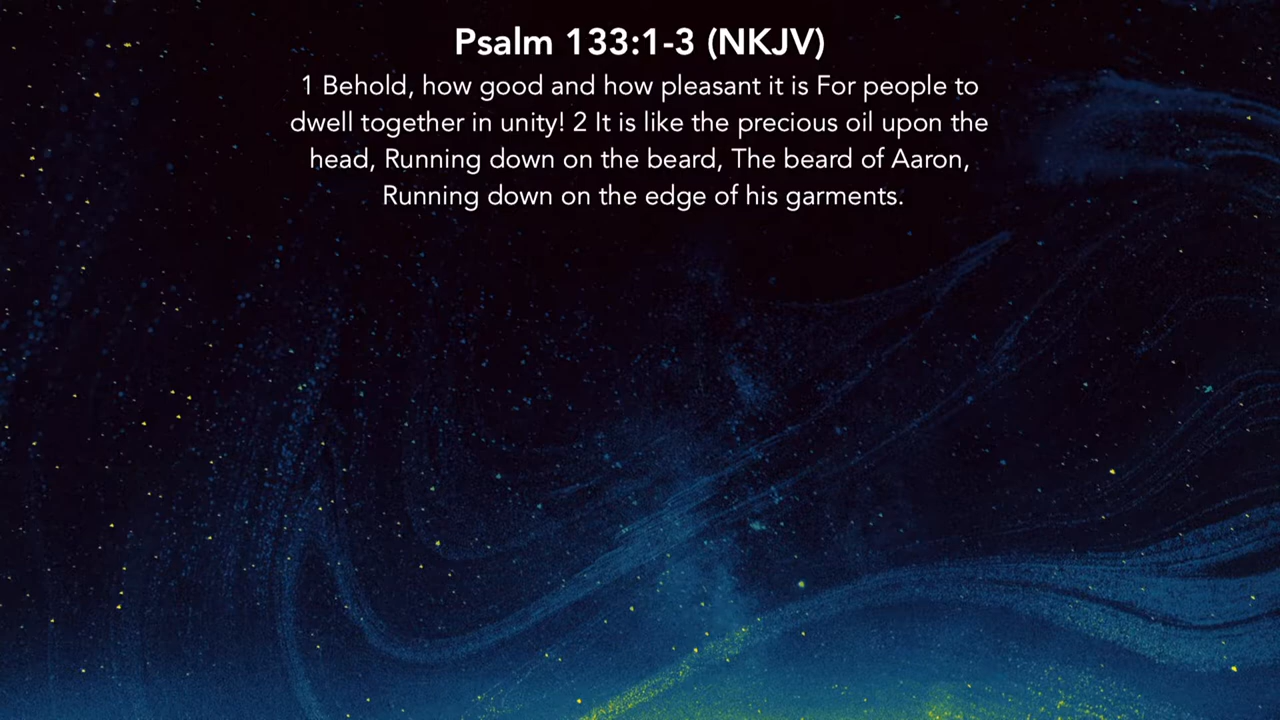 Psalm 133:1-3 (NKJV)
1 Behold, how good and how pleasant it is For people to
dwell together in unity! 2 It is like the precious oil upon the
head, Running down on the beard, The beard of Aaron,
Running down on the edge of his garments.